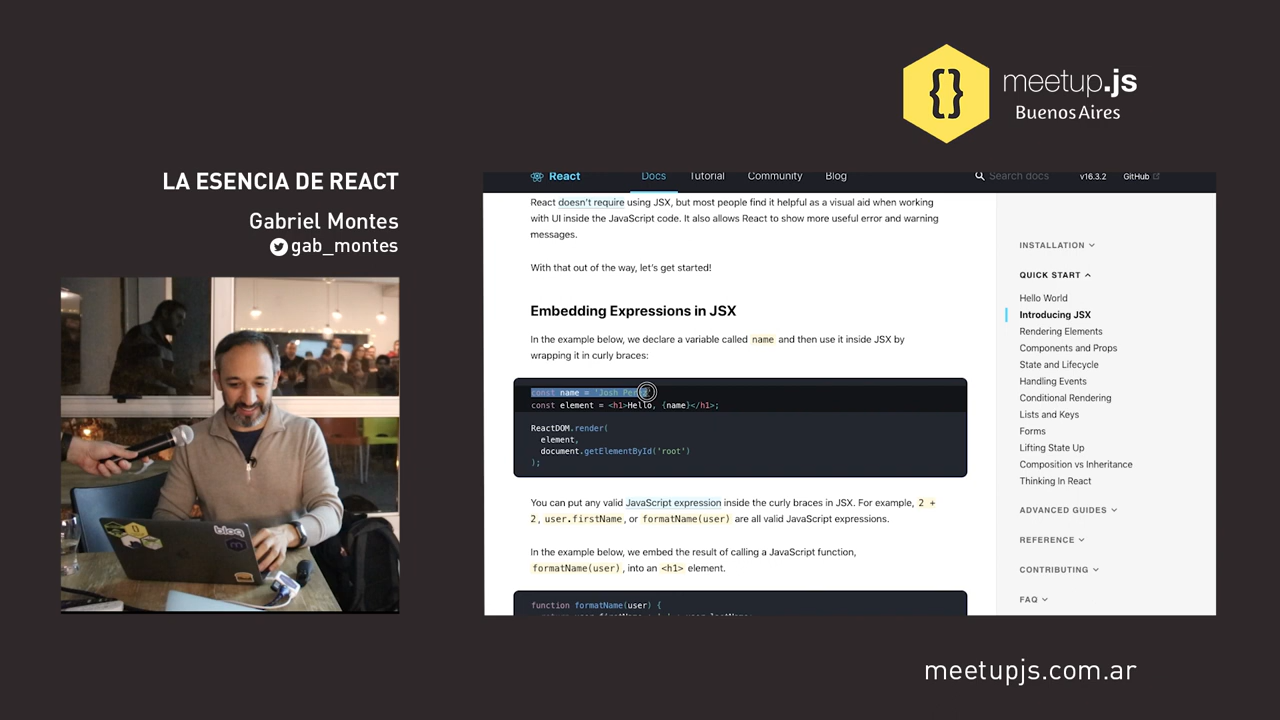 {} meetup.js
Buenos Aires
LA ESENCIA DE REACT
Gabriel Montes
gab_montes
React Docs Tutorial Community Blog Search docs v16.3.2 GitHub
React doesn't require using JSX, but most people find it helpful as a visual aid when working
with UI inside the JavaScript code. It also allows React to show more useful error and warning
messages.
With that out of the way, let's get started!
Embedding Expressions in JSX
In the example below, we declare a variable called name and then use it inside JSX by
wrapping it in curly braces:
const name = 'Josh
const element = <h1>Hello, {name}</h1>;
ReactDOM.render(
element,
document.getElementById('root')
);
You can put any valid JavaScript expression inside the curly braces in JSX. For example, 2 +
2, user.firstName, or formatName(user) are all valid JavaScript expressions.
In the example below, we embed the result of calling a JavaScript function,
formatName(user), into an <h1> element.
function formatName(user) {
INSTALLATION
QUICK START
Hello World
Introducing JSX
Rendering Elements
Components and Props
State and Lifecycle
Handling Events
Conditional Rendering
Lists and Keys
Forms
Lifting State Up
Composition vs Inheritance
Thinking In React
ADVANCED GUIDES
REFERENCE
CONTRIBUTING
FAQ
meetupjs.com.ar